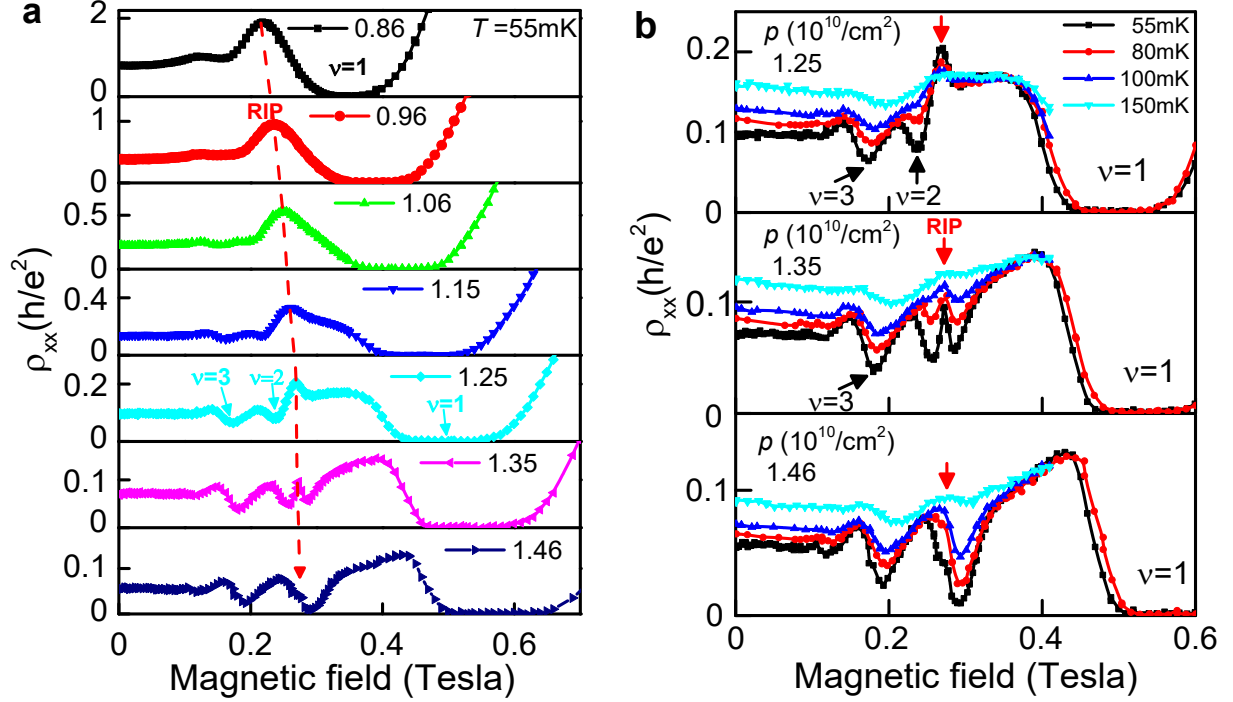 a
T =55mK
2
1
0
0.86
ν=1
1
0
RIP
0.96
0.5
0
1.06
0.4
0
1.15
0.2
0
ν=3
ν=2
1.25
ν=1
0.1
0
1.35
0.1
0
1.46
0 0.2 0.4 0.6
Magnetic field (Tesla)
ρxx(h/e²)
b
p (10¹⁰/cm²)
1.25
55mK
80mK
100mK
150mK
0.2
0.1
0
ν=3
ν=2
ν=1
p (10¹⁰/cm²)
1.35
RIP
0.1
0
ν=3
ν=1
p (10¹⁰/cm²)
1.46
0.1
0
ν=1
0 0.2 0.4 0.6
Magnetic field (Tesla)
ρxx(h/e²)
ρxx(h/e²)